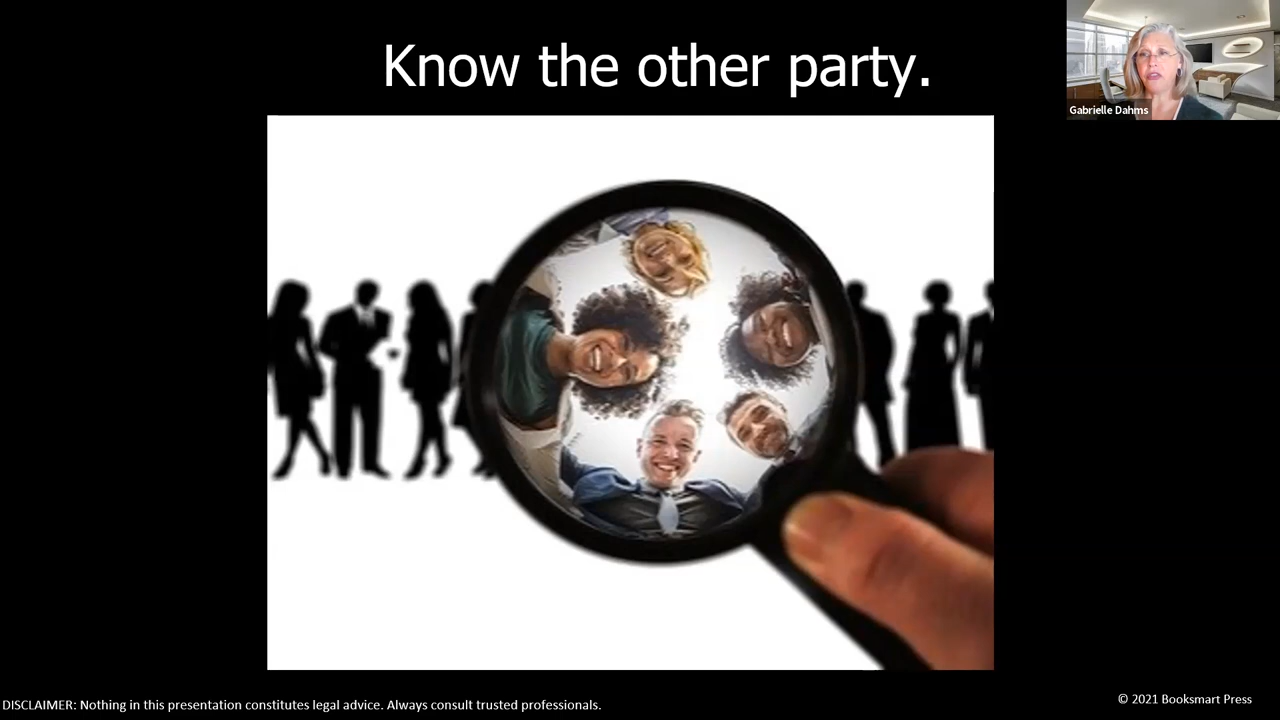 Know the other party.
Gabrielle Dahms
DISCLAIMER: Nothing in this presentation constitutes legal advice. Always consult trusted professionals.
© 2021 Booksmart Press